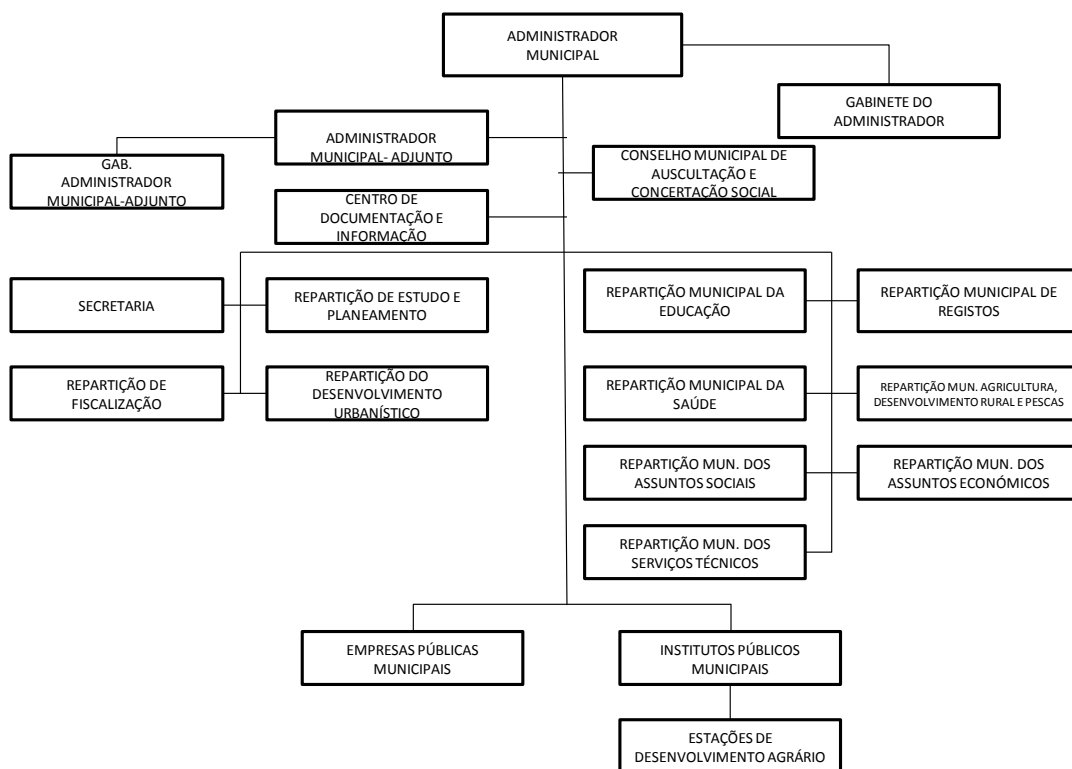 ADMINISTRADOR
MUNICIPAL
GABINETE DO
ADMINISTRADOR
ADMINISTRADOR
MUNICIPAL- ADJUNTO
GAB.
ADMINISTRADOR
MUNICIPAL-ADJUNTO
CONSELHO MUNICIPAL DE
AUSCULTAÇÃO E
CONCERTAÇÃO SOCIAL
CENTRO DE
DOCUMENTAÇÃO E
INFORMAÇÃO
SECRETARIA
REPARTIÇÃO DE ESTUDO E
PLANEAMENTO
REPARTIÇÃO MUNICIPAL DA
EDUCAÇÃO
REPARTIÇÃO MUNICIPAL DE
REGISTOS
REPARTIÇÃO DE
FISCALIZAÇÃO
REPARTIÇÃO DO
DESENVOLVIMENTO
URBANÍSTICO
REPARTIÇÃO MUNICIPAL DA
SAÚDE
REPARTIÇÃO MUN. AGRICULTURA,
DESENVOLVIMENTO RURAL E PESCAS
REPARTIÇÃO MUN. DOS
ASSUNTOS SOCIAIS
REPARTIÇÃO MUN. DOS
ASSUNTOS ECONÓMICOS
REPARTIÇÃO MUN. DOS
SERVIÇOS TÉCNICOS
EMPRESAS PÚBLICAS
MUNICIPAIS
INSTITUTOS PÚBLICOS
MUNICIPAIS
ESTAÇÕES DE
DESENVOLVIMENTO AGRÁRIO